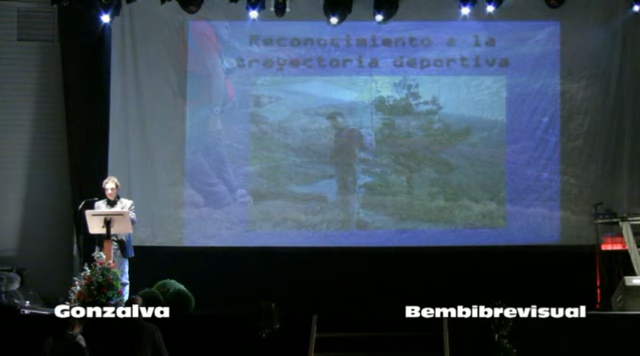 Reconocimiento a la
trayectoria deportiva
Gonzalva
Bembibrevisual